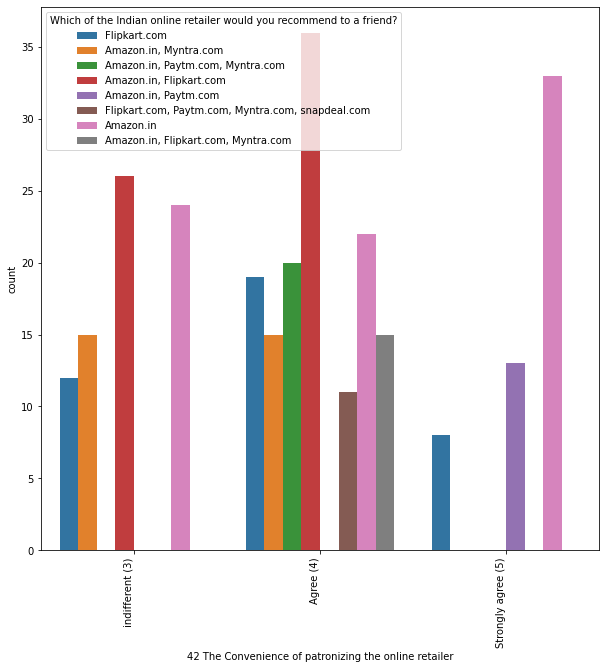 Which of the Indian online retailer would you recommend to a friend?
Flipkart.com
Amazon.in, Myntra.com
Amazon.in, Paytm.com, Myntra.com
Amazon.in, Flipkart.com
Amazon.in, Paytm.com
Flipkart.com, Paytm.com, Myntra.com, snapdeal.com
Amazon.in
Amazon.in, Flipkart.com, Myntra.com
35
30
25
20
15
10
5
0
count
indifferent (3)
Agree (4)
Strongly agree (5)
42 The Convenience of patronizing the online retailer